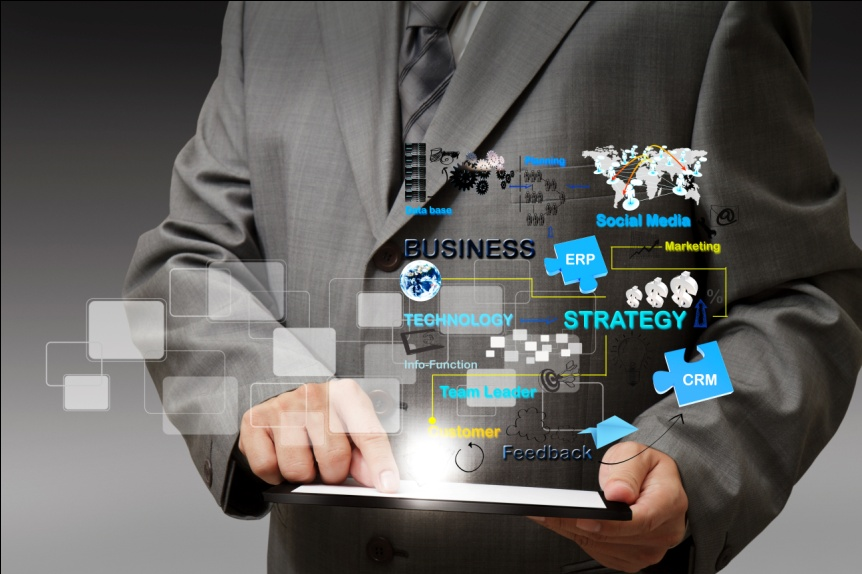 Planning
Data base
Social Media
BUSINESS
ERP
Marketing
%
TECHNOLOGY
STRATEGY
Info-Function
CRM
Team Leader
Customer
Feedback